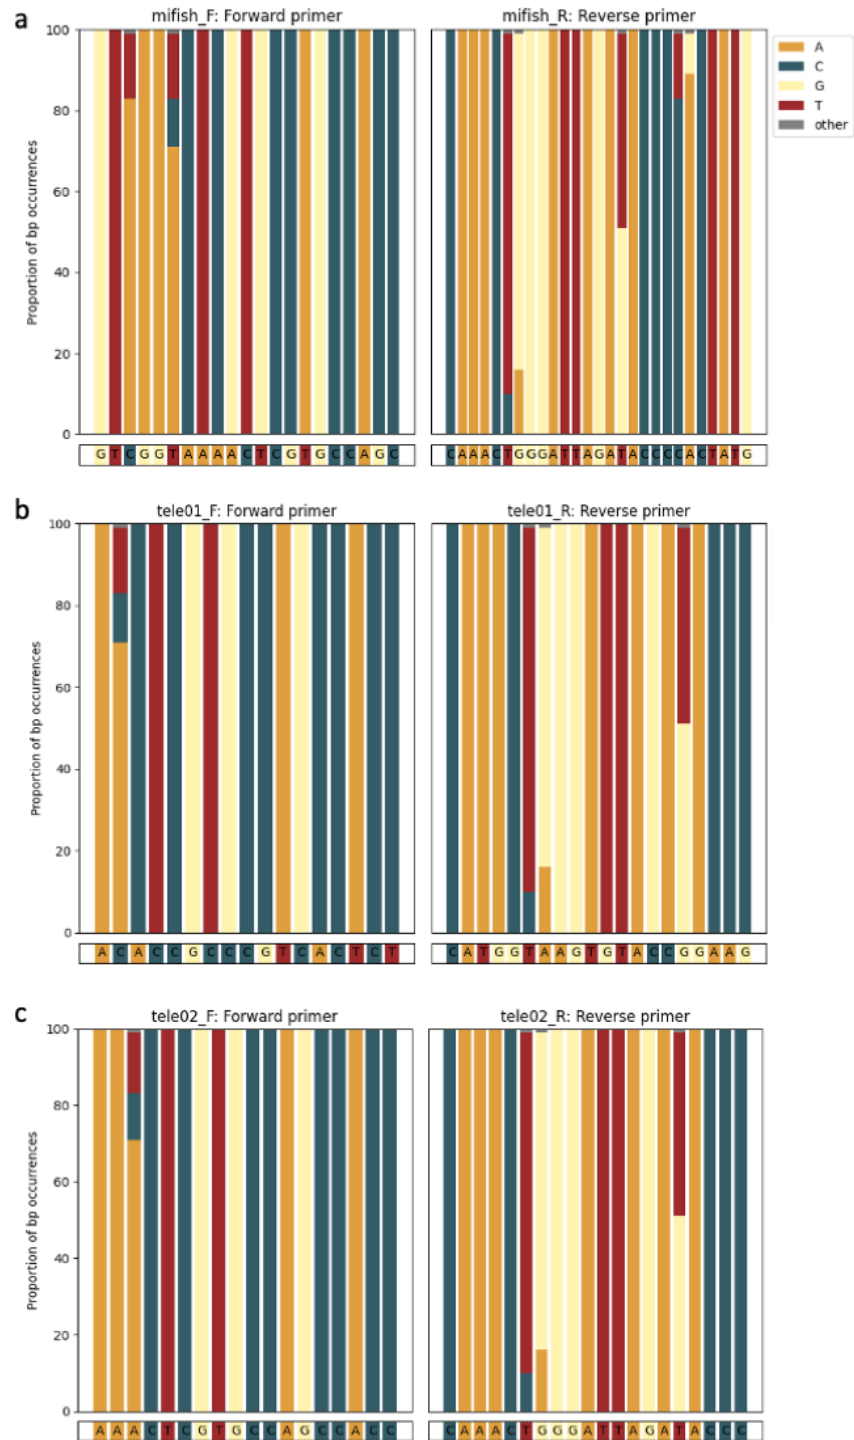 a
mifish_F: Forward primer
mifish_R: Reverse primer
Proportion of bp occurrences
100
80
60
40
20
0
A
C
G
T
other
G T C G G T A A A A C T C G T G C C A G C
C A A A C T G G G A T T A G A T A C C C C A C T A T G
b
tele01_F: Forward primer
tele01_R: Reverse primer
Proportion of bp occurrences
100
80
60
40
20
0
A C A C C G C C C G T C A C T C T
C A T G G T A A G T G T A C C G G A A G
c
tele02_F: Forward primer
tele02_R: Reverse primer
Proportion of bp occurrences
100
80
60
40
20
0
A A A C T C G T G C C A G C C A C C
C A A A C T G G G A T T A G A T A C C C